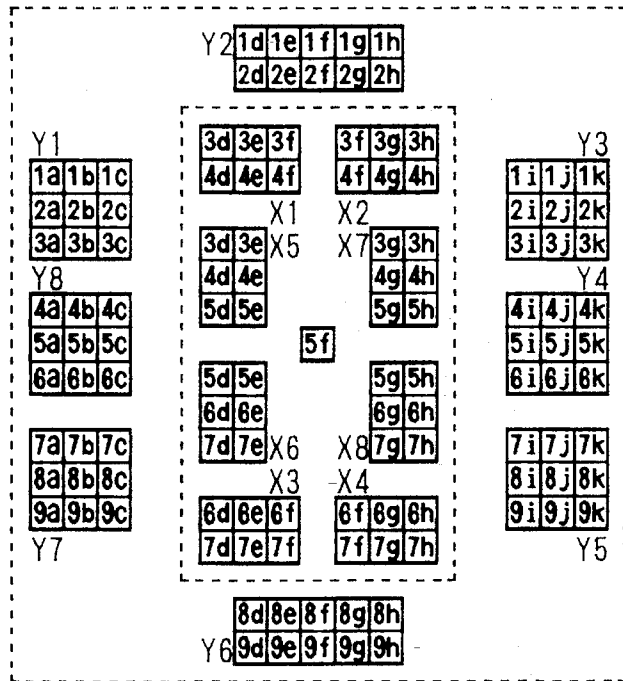 Y2 1d 1e 1f 1g 1h
2d 2e 2f 2g 2h
Y1 3d 3e 3f 3f 3g 3h Y3
1a 1b 1c 4d 4e 4f 4f 4g 4h 1i 1j 1k
2a 2b 2c X1 X2 2i 2j 2k
3a 3b 3c 3d 3e X5 X7 3g 3h 3i 3j 3k
Y8 4d 4e 4g 4h Y4
4a 4b 4c 5d 5e 5g 5h 4i 4j 4k
5a 5b 5c 5f 5i 5j 5k
6a 6b 6c 5d 5e 5g 5h 6i 6j 6k
6d 6e 6g 6h
7a 7b 7c 7d 7e X6 X8 7g 7h 7i 7j 7k
8a 8b 8c X3 X4 8i 8j 8k
9a 9b 9c 6d 6e 6f 6f 6g 6h 9i 9j 9k
Y7 7d 7e 7f 7f 7g 7h Y5
8d 8e 8f 8g 8h
Y6 9d 9e 9f 9g 9h